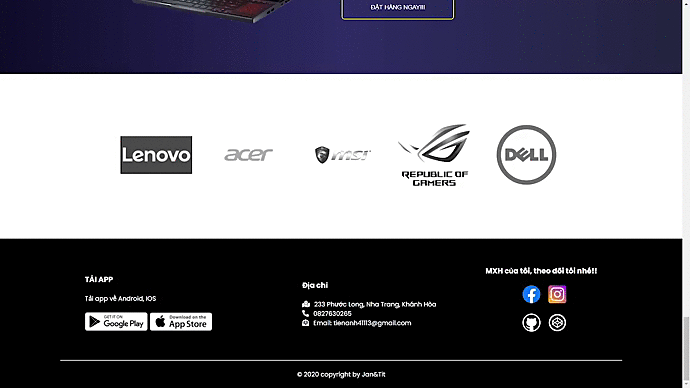 ĐẶT HÀNG NGAY!!!
Lenovo
acer
msi
REPUBLIC OF
GAMERS
DELL
TẢI APP
Tải app về Android, IOS
GET IT ON
Google Play
Download on the
App Store
Địa chỉ
233 Phước Long, Nha Trang, Khánh Hòa
0827630265
Email: tienanh41113@gmail.com
MXH của tôi, theo dõi tôi nhé!!
© 2020 copyright by Jan&Tit